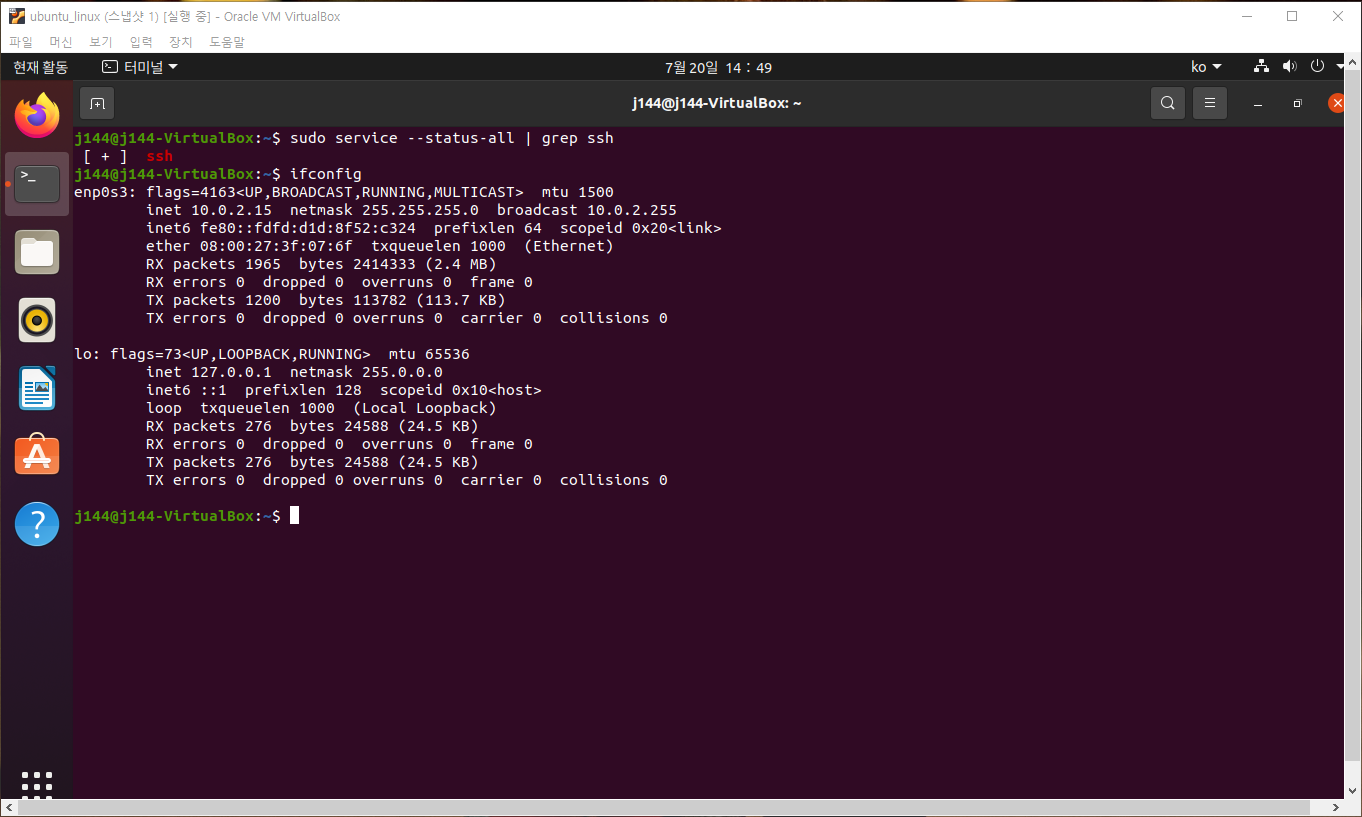 ubuntu_linux (스냅샷 1) [실행 중] - Oracle VM VirtualBox
파일 머신 보기 입력 장치 도움말
현재 활동 터미널 7월 20일 14 : 49 ko
j144@j144-VirtualBox: ~
j144@j144-VirtualBox:~$ sudo service --status-all | grep ssh
[ + ]  ssh
j144@j144-VirtualBox:~$ ifconfig
enp0s3: flags=4163<UP,BROADCAST,RUNNING,MULTICAST>  mtu 1500
inet 10.0.2.15  netmask 255.255.255.0  broadcast 10.0.2.255
inet6 fe80::fdfd:d1d:8f52:c324  prefixlen 64  scopeid 0x20<link>
ether 08:00:27:3f:07:6f  txqueuelen 1000  (Ethernet)
RX packets 1965  bytes 2414333 (2.4 MB)
RX errors 0  dropped 0  overruns 0  frame 0
TX packets 1200  bytes 113782 (113.7 KB)
TX errors 0  dropped 0 overruns 0  carrier 0  collisions 0
lo: flags=73<UP,LOOPBACK,RUNNING>  mtu 65536
inet 127.0.0.1  netmask 255.0.0.0
inet6 ::1  prefixlen 128  scopeid 0x10<host>
loop  txqueuelen 1000  (Local Loopback)
RX packets 276  bytes 24588 (24.5 KB)
RX errors 0  dropped 0  overruns 0  frame 0
TX packets 276  bytes 24588 (24.5 KB)
TX errors 0  dropped 0 overruns 0  carrier 0  collisions 0
j144@j144-VirtualBox:~$